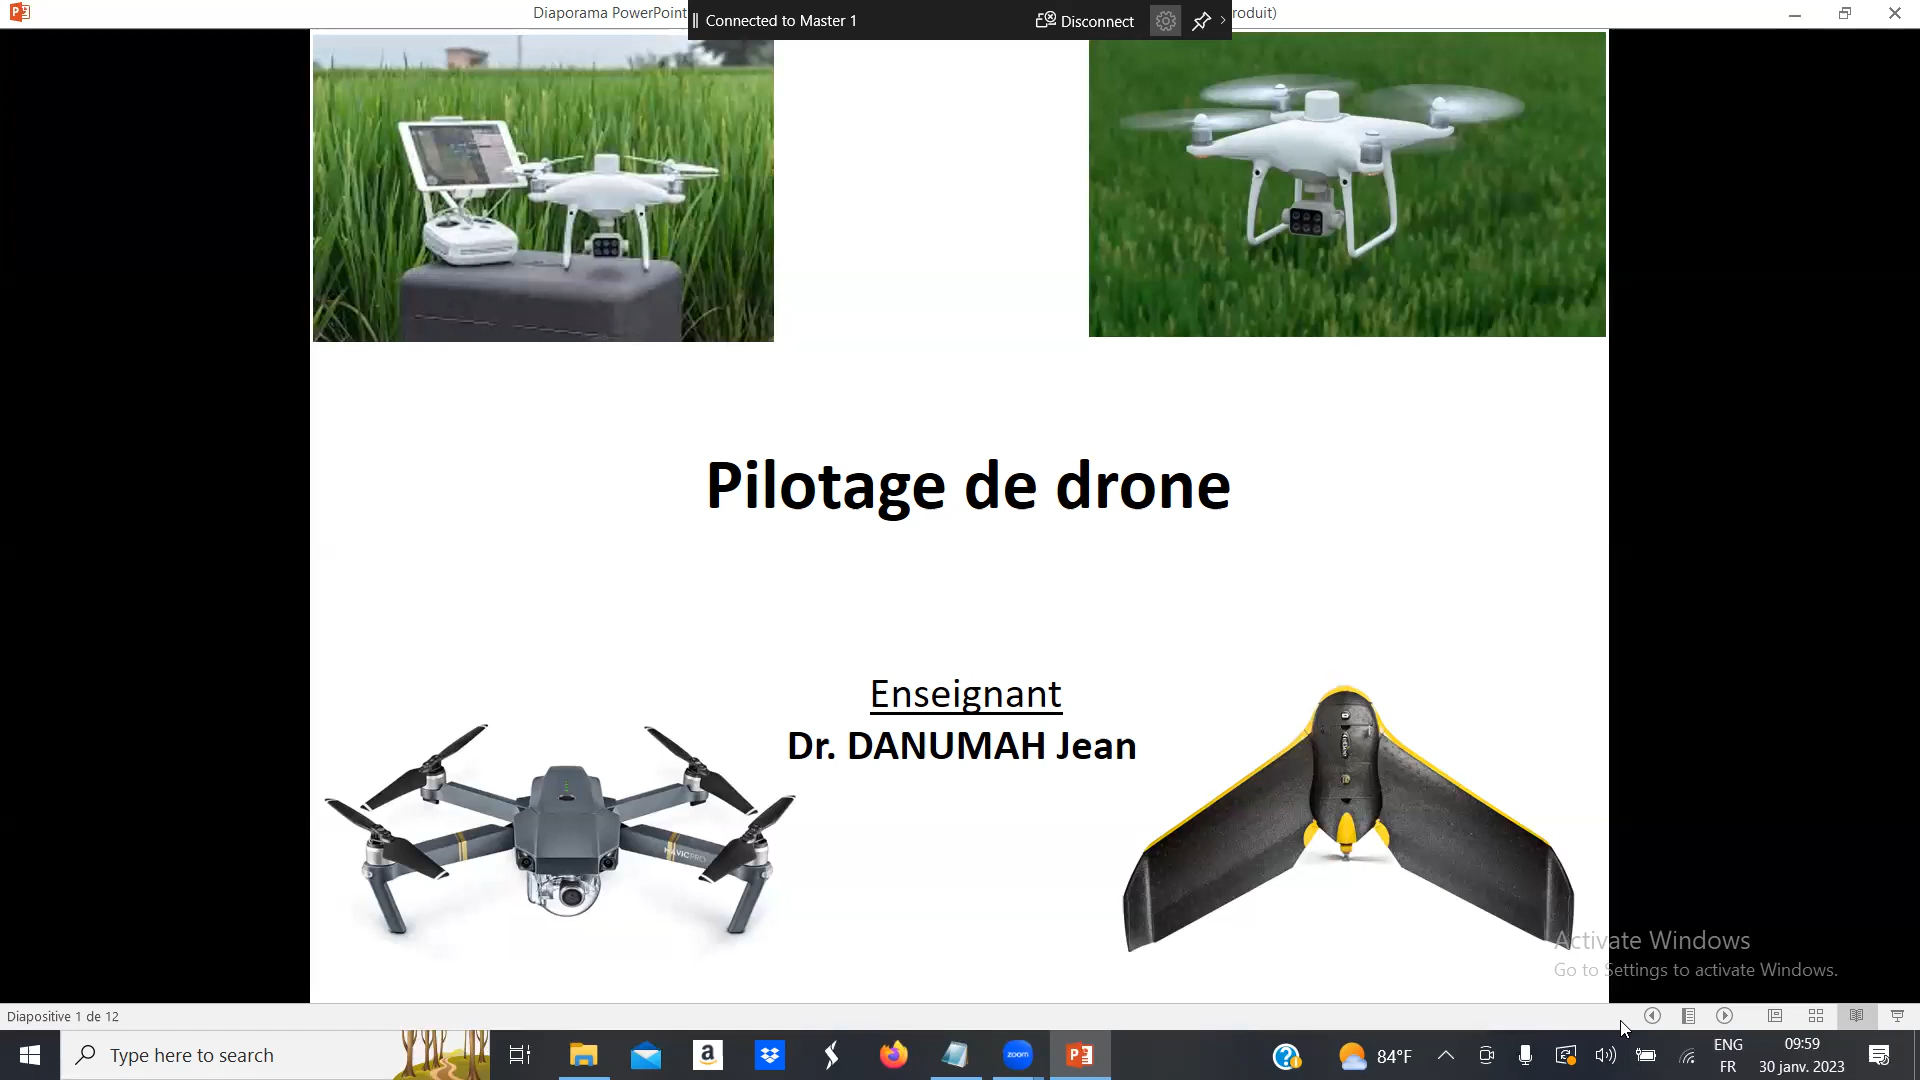 Diaporama PowerPoint
Connected to Master 1
Disconnect
roduit)
Pilotage de drone
Enseignant
Dr. DANUMAH Jean
MAVICPRO
Activate Windows
Go to Settings to activate Windows.
Diapositive 1 de 12
Type here to search
a
zoom
84°F
ENG
FR
09:59
30 janv. 2023